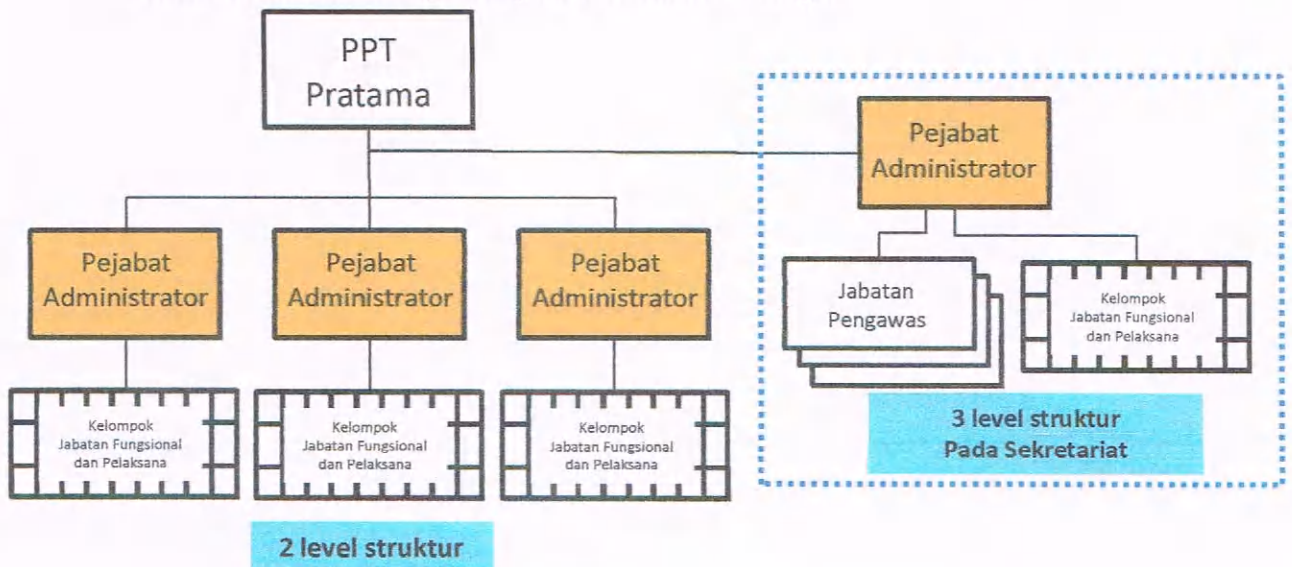 PPT
Pratama
Pejabat
Administrator
Pejabat
Administrator
Pejabat
Administrator
Pejabat
Administrator
Jabatan
Pengawas
Kelompok
Jabatan Fungsional
dan Pelaksana
Kelompok
Jabatan Fungsional
dan Pelaksana
Kelompok
Jabatan Fungsional
dan Pelaksana
Kelompok
Jabatan Fungsional
dan Pelaksana
3 level struktur
Pada Sekretariat
2 level struktur